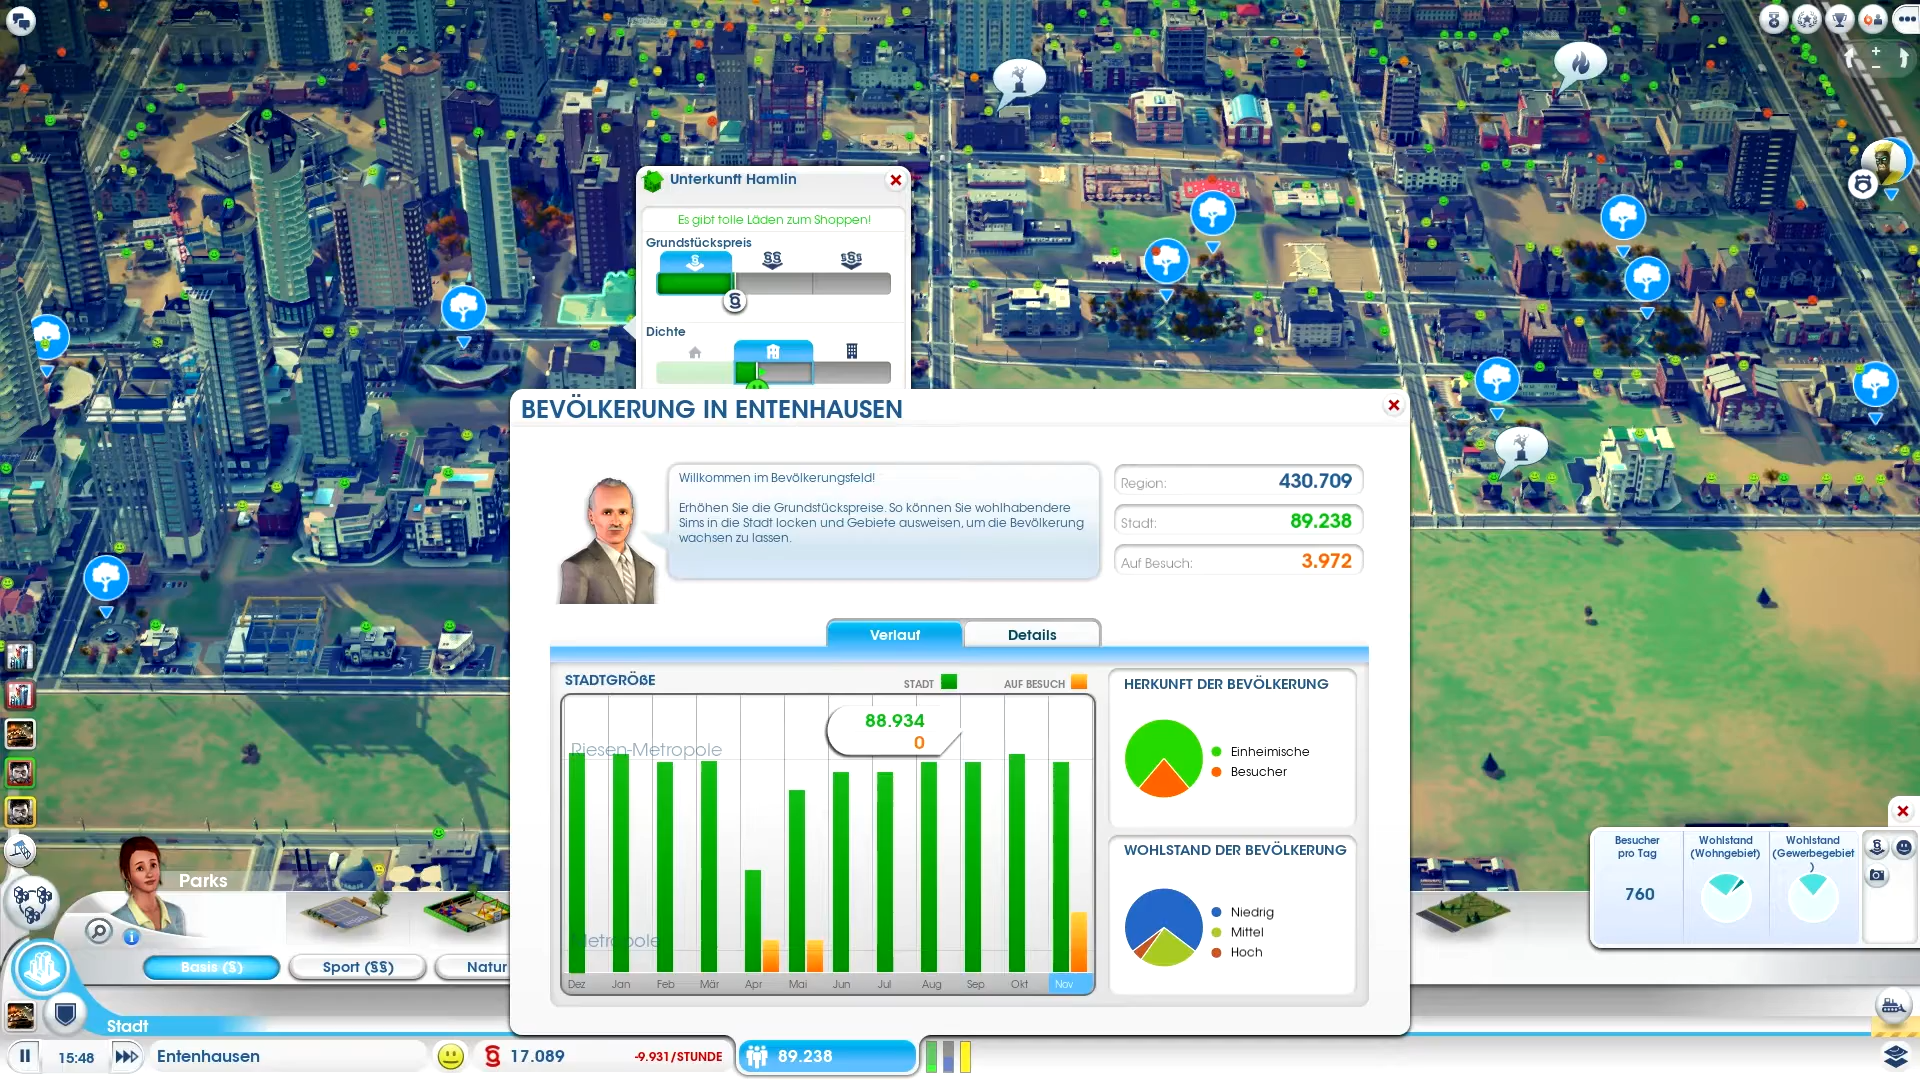 Unterkunft Hamlin
Es gibt tolle Läden zum Shoppen!
Grundstückspreis
§ §§ §§§
§
Dichte
BEVÖLKERUNG IN ENTENHAUSEN
Willkommen im Bevölkerungsfeld!
Erhöhen Sie die Grundstückspreise. So können Sie wohlhabendere
Sims in die Stadt locken und Gebiete ausweisen, um die Bevölkerung
wachsen zu lassen.
Region: 430.709
Stadt: 89.238
Auf Besuch: 3.972
Verlauf Details
STADTGRÖßE
STADT AUF BESUCH
88.934
0
Riesen-Metropole
Metropole
Dez Jan Feb Mär Apr Mai Jun Jul Aug Sep Okt Nov
HERKUNFT DER BEVÖLKERUNG
Einheimische
Besucher
WOHLSTAND DER BEVÖLKERUNG
Niedrig
Mittel
Hoch
Besucher
pro Tag
760
Wohlstand
(Wohngebiet)
Wohlstand
(Gewerbegebiet
)
Parks
Basis (§) Sport (§§) Natur
Stadt
15:48 Entenhausen § 17.089 -9.931/STUNDE 89.238